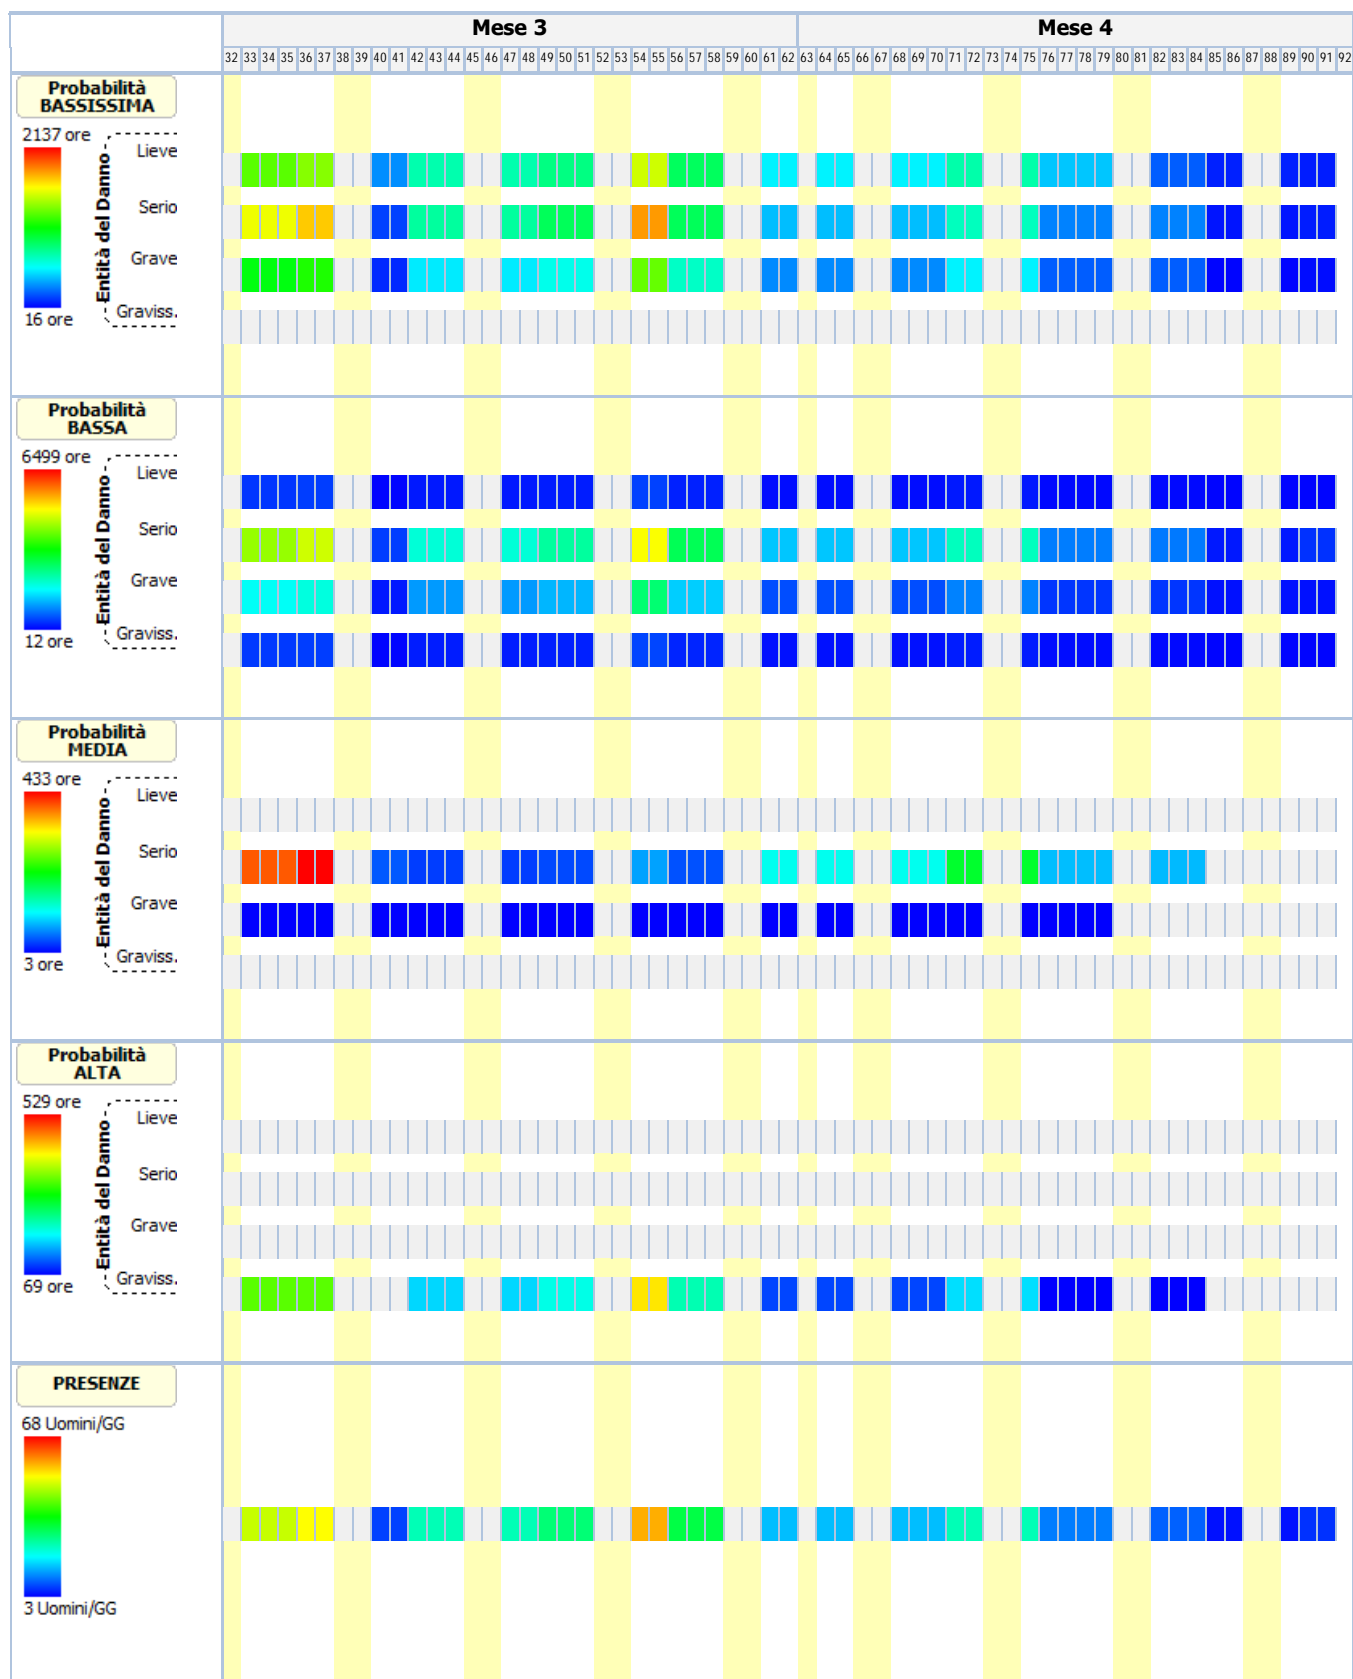 Mese 3 Mese 4
32 33 34 35 36 37 38 39 40 41 42 43 44 45 46 47 48 49 50 51 52 53 54 55 56 57 58 59 60 61 62 63 64 65 66 67 68 69 70 71 72 73 74 75 76 77 78 79 80 81 82 83 84 85 86 87 88 89 90 91 92
Probabilità
BASSISSIMA
2137 ore
16 ore
Entità del Danno
Lieve
Serio
Grave
Graviss.
Probabilità
BASSA
6499 ore
12 ore
Entità del Danno
Lieve
Serio
Grave
Graviss.
Probabilità
MEDIA
433 ore
3 ore
Entità del Danno
Lieve
Serio
Grave
Graviss.
Probabilità
ALTA
529 ore
69 ore
Entità del Danno
Lieve
Serio
Grave
Graviss.
PRESENZE
68 Uomini/GG
3 Uomini/GG